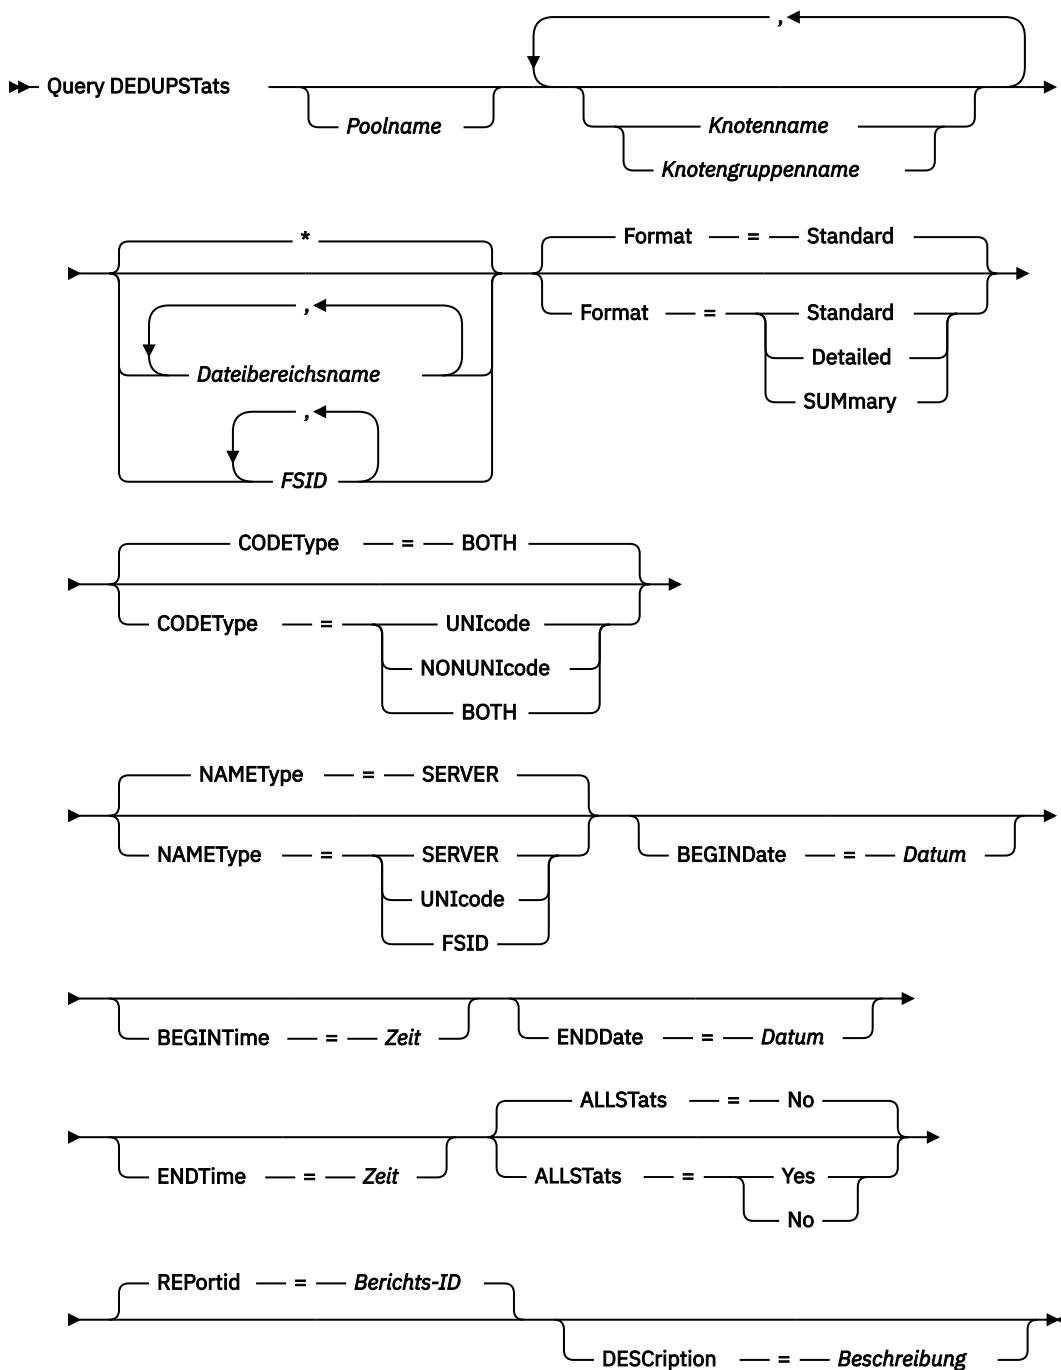 ,
Query DEDUPSTats
Poolname
Knotenname
Knotengruppenname
*
,
Dateibereichsname
,
FSID
Format = Standard
Format = Standard
Detailed
SUMmary
CODEType = BOTH
CODEType = UNIcode
NONUNIcode
BOTH
NAMEType = SERVER
NAMEType = SERVER
UNIcode
FSID
BEGINDate = Datum
BEGINTime = Zeit
ENDDate = Datum
ENDTime = Zeit
ALLSTats = No
ALLSTats = Yes
No
REPortid = Berichts-ID
DESCription = Beschreibung